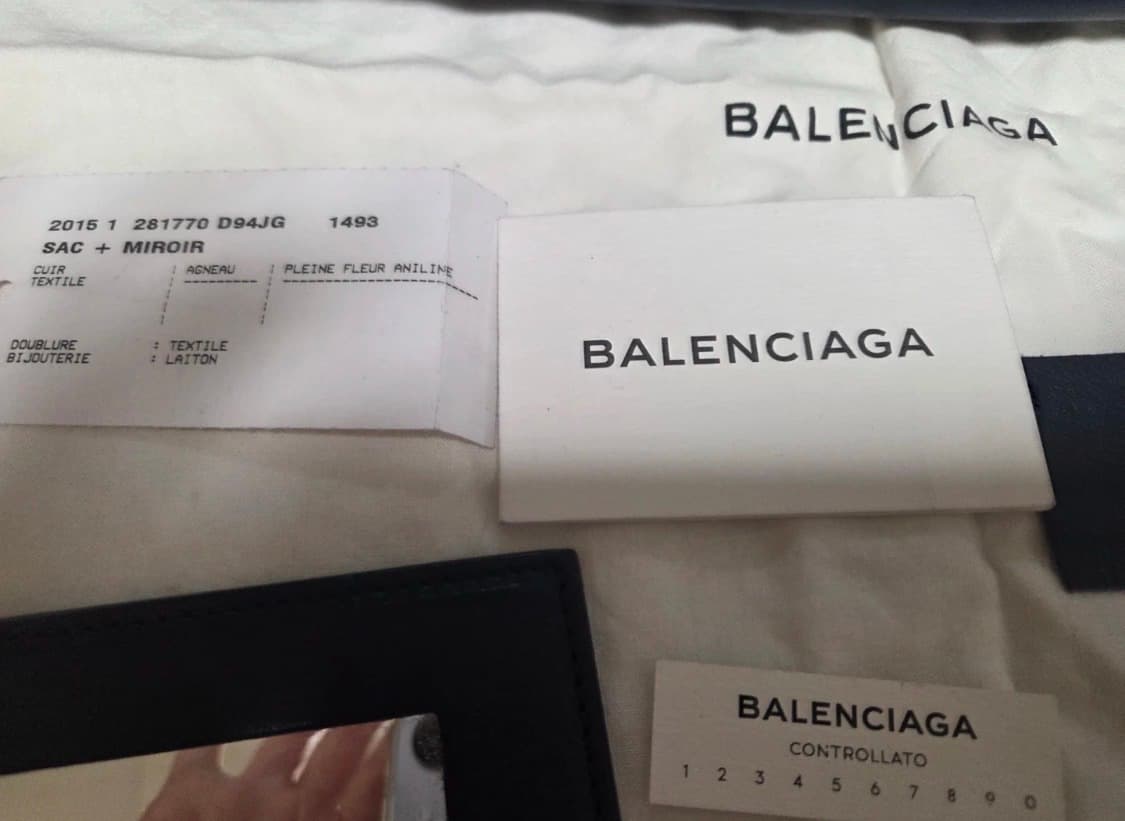 BALENCIAGA
2015 1 281770 D94JG 1493
SAC + MIROIR
CUIR : AGNEAU : PLEINE FLEUR ANILINE
TEXTILE
DOUBLURE : TEXTILE
BIJOUTERIE : LAITON
BALENCIAGA
BALENCIAGA
CONTROLLATO
1 2 3 4 5 6 7 8 9 0